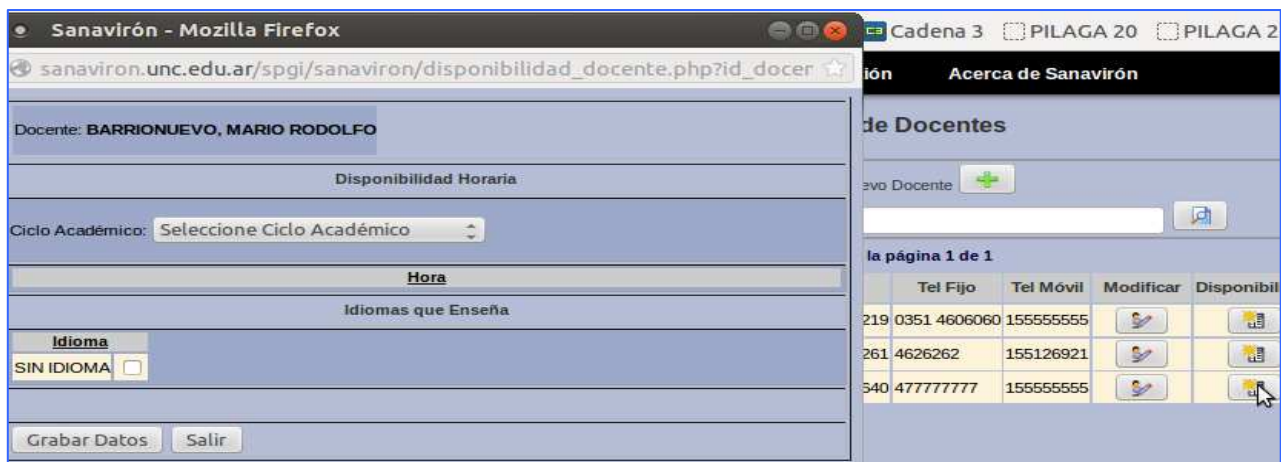 Sanavirón - Mozilla Firefox
sanaviron.unc.edu.ar/spgi/sanaviron/disponibilidad_docente.php?id_docer
Docente: BARRIONUEVO, MARIO RODOLFO
Disponibilidad Horaria
Ciclo Académico: Seleccione Ciclo Académico
Hora
Idiomas que Enseña
Idioma
SIN IDIOMA
Grabar Datos Salir
Cadena 3 PILAGA 20 PILAGA 2
ión Acerca de Sanavirón
de Docentes
evo Docente
la página 1 de 1
Tel Fijo Tel Móvil Modificar Disponibil
219 0351 4606060 155555555
261 4626262 155126921
640 477777777 155555555